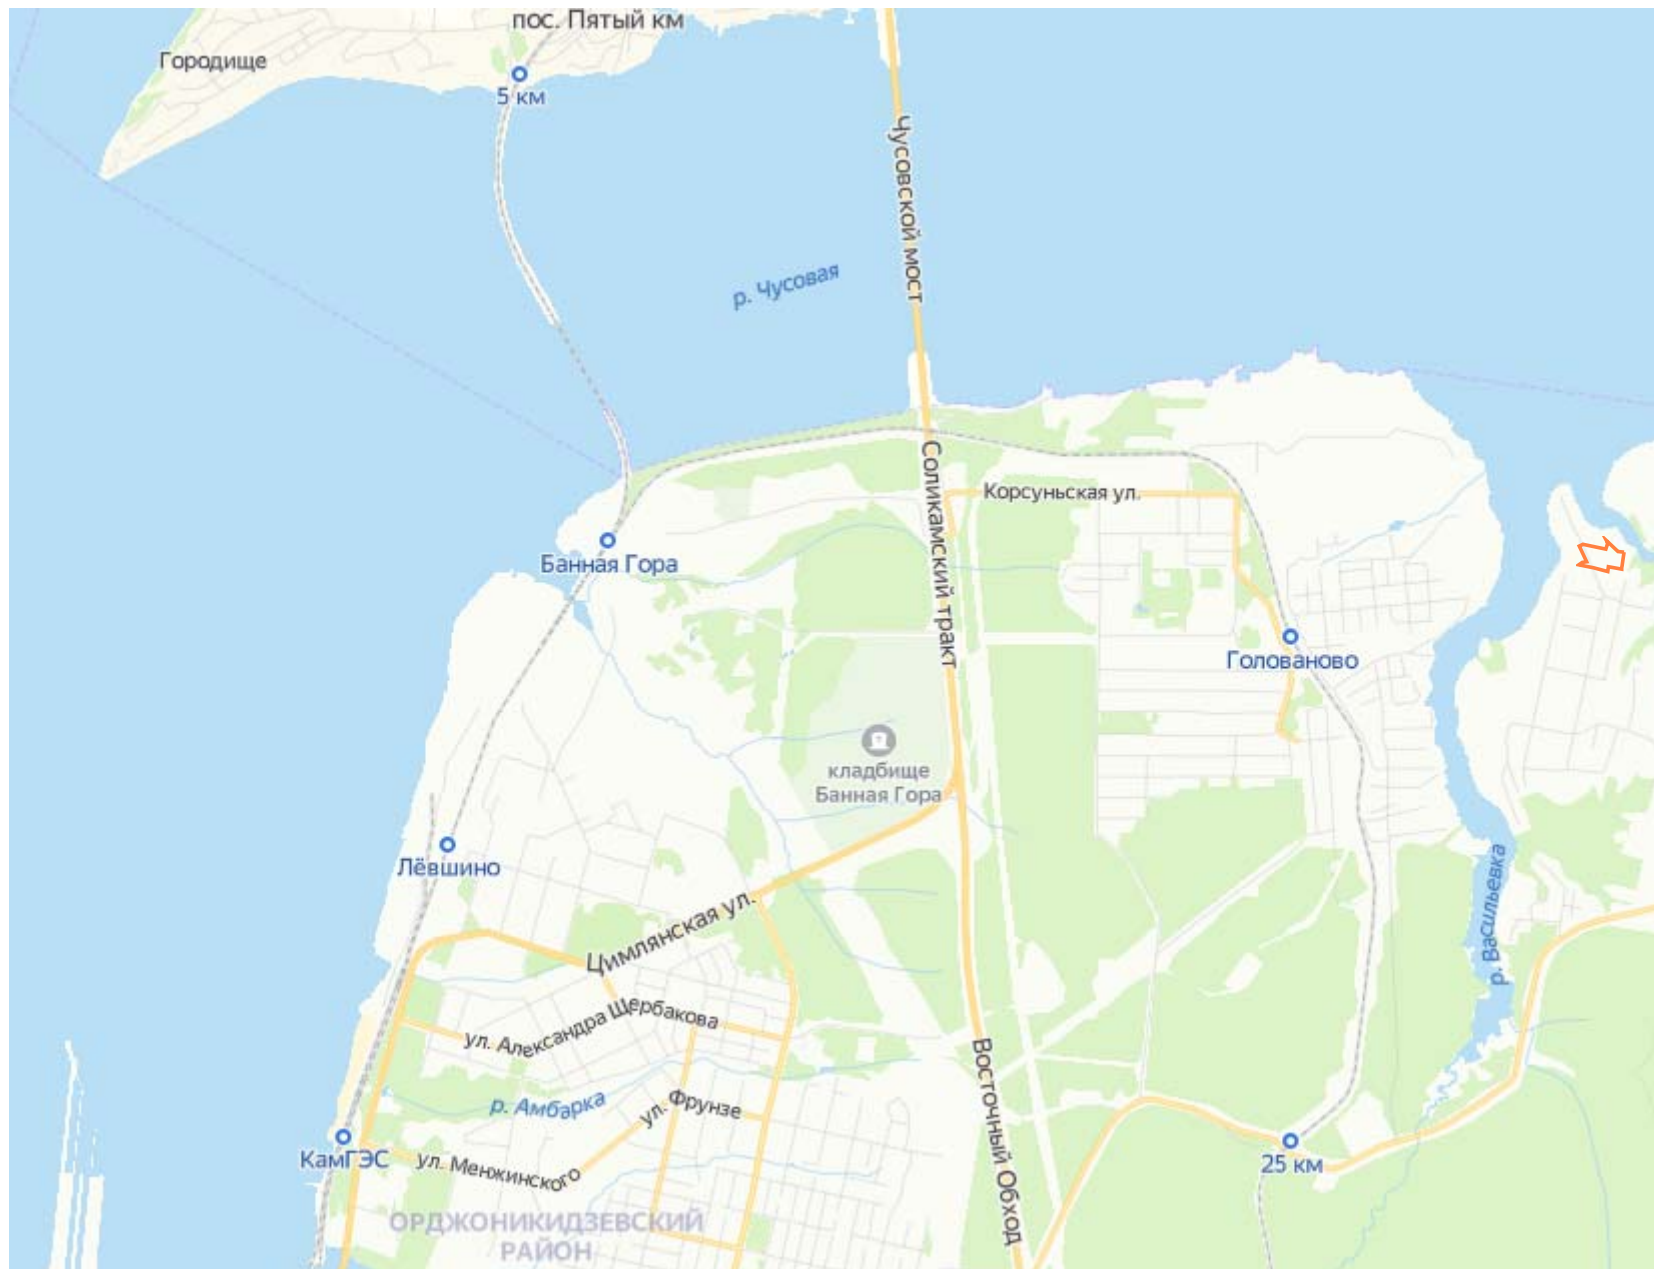 пос. Пятый км
Городище
5 км
Чусовской мост
р. Чусовая
Соликамский тракт
Корсуньская ул.
Банная Гора
Голованово
кладбище
Банная Гора
Лёвшино
р. Васильевка
Цимлянская ул.
ул. Александра Щербакова
Восточный Обход
р. Амбарка
ул. Фрунзе
КамГЭС
ул. Менжинского
25 км
ОРДЖОНИКИДЗЕВСКИЙ
РАЙОН